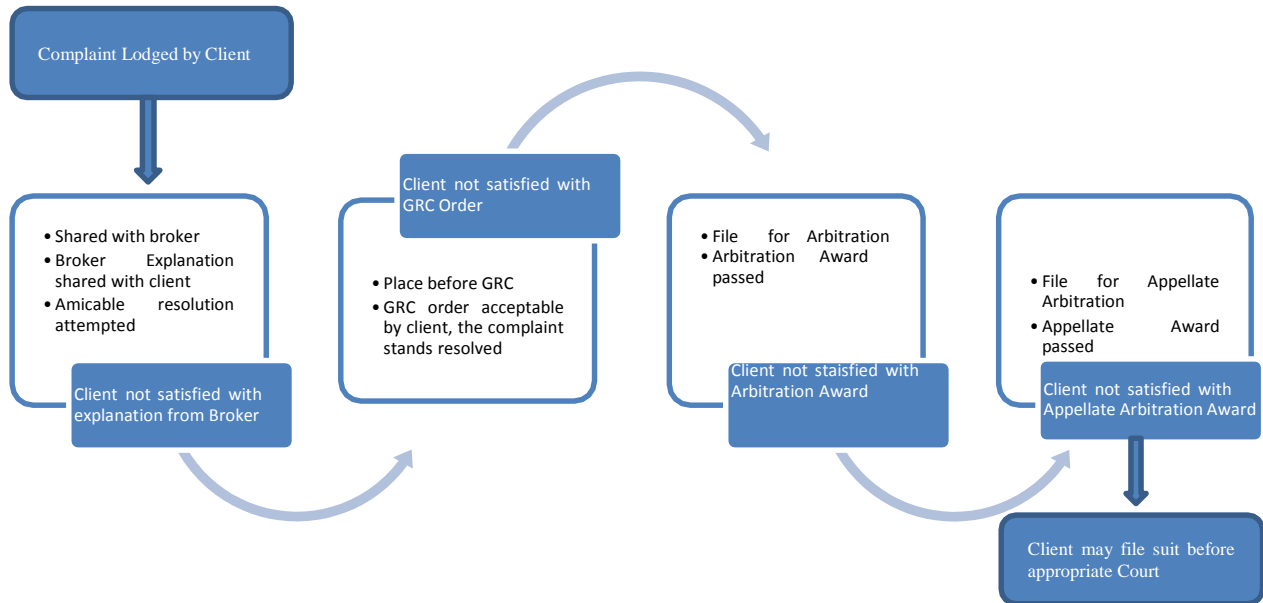 Complaint Lodged by Client
• Shared with broker
• Broker Explanation
shared with client
• Amicable resolution
attempted
Client not satisfied with
explanation from Broker
Client not satisfied with
GRC Order
• Place before GRC
• GRC order acceptable
by client, the complaint
stands resolved
• File for Arbitration
• Arbitration Award
passed
Client not staisfied with
Arbitration Award
• File for Appellate
Arbitration
• Appellate Award
passed
Client not satisfied with
Appellate Arbitration Award
Client may file suit before
appropriate Court